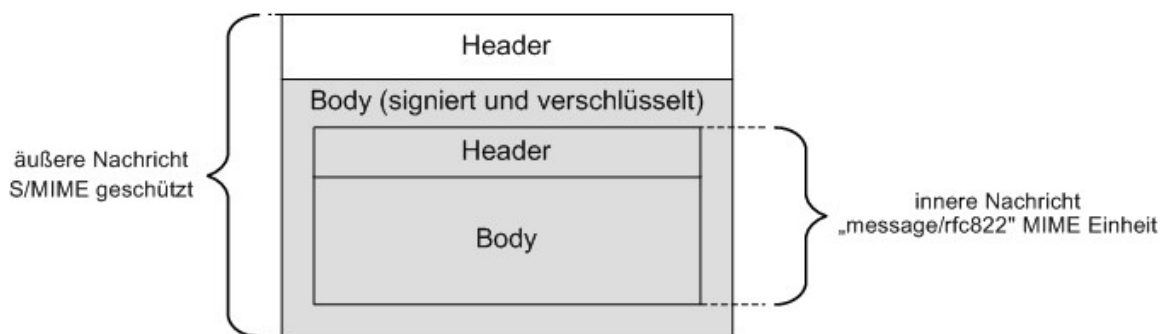 Header
Body (signiert und verschlüsselt)
Header
äußere Nachricht
S/MIME geschützt
innere Nachricht
„message/rfc822" MIME Einheit
Body